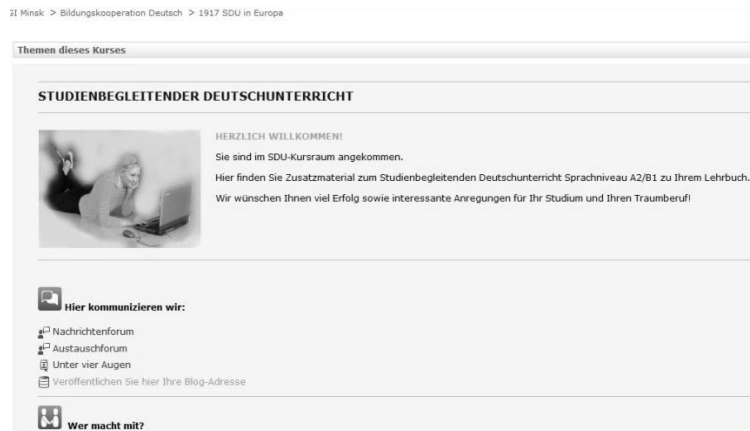 GI Minsk > Bildungskooperation Deutsch > 1917 SDU in Europa
Themen dieses Kurses
STUDIENBEGLEITENDER DEUTSCHUNTERRICHT
HERZLICH WILLKOMMEN!
Sie sind im SDU-Kursraum angekommen.
Hier finden Sie Zusatzmaterial zum Studienbegleitenden Deutschunterricht Sprachniveau A2/B1 zu Ihrem Lehrbuch.
Wir wünschen Ihnen viel Erfolg sowie interessante Anregungen für Ihr Studium und Ihren Traumberuf!
Hier kommunizieren wir:
Nachrichtenforum
Austauschforum
Unter vier Augen
Veröffentlichen Sie hier Ihre Blog-Adresse
Wer macht mit?